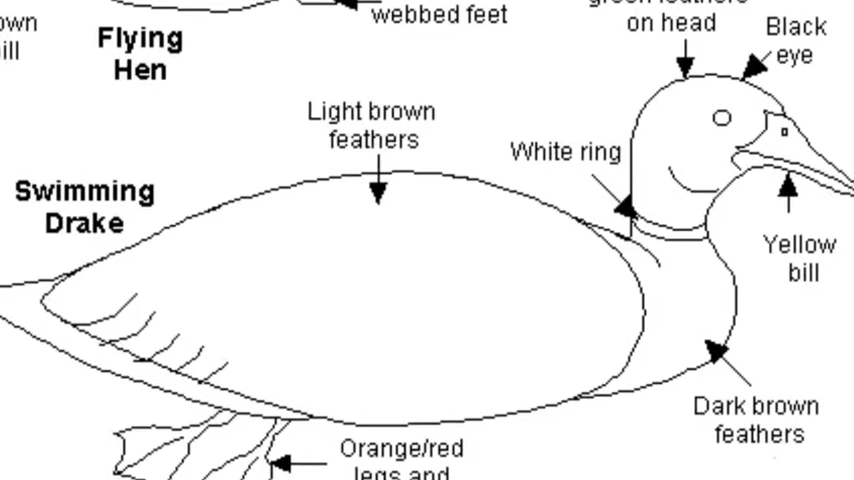 webbed feet
Flying
Hen
on head
Black
eye
Light brown
feathers
White ring
Swimming
Drake
Yellow
bill
Dark brown
feathers
Orange/red
legs and